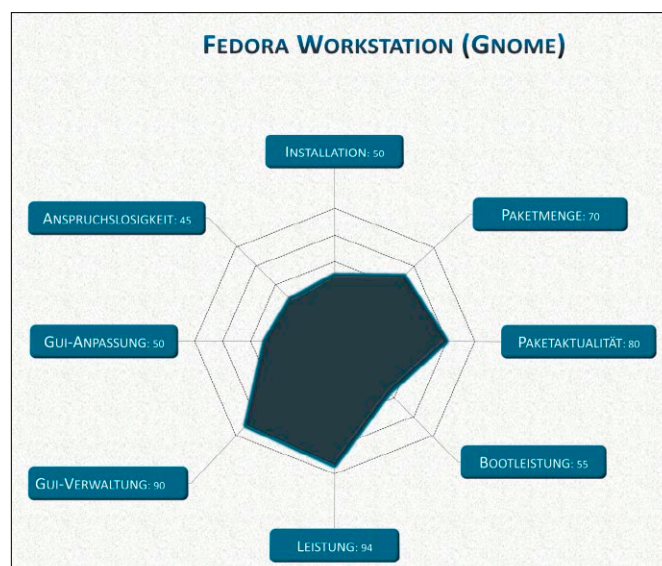 FEDORA WORKSTATION (GNOME)
INSTALLATION: 50
ANSPRUCHSLOSIGKEIT: 45
PAKETMENGE: 70
GUI-ANPASSUNG: 50
PAKETAKTUALITÄT: 80
GUI-VERWALTUNG: 90
BOOTLEISTUNG: 55
LEISTUNG: 94